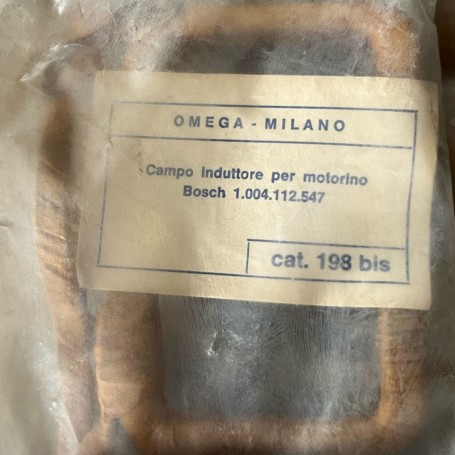 OMEGA - MILANO
Campo induttore per motorino
Bosch 1.004.112.547
cat. 198 bis